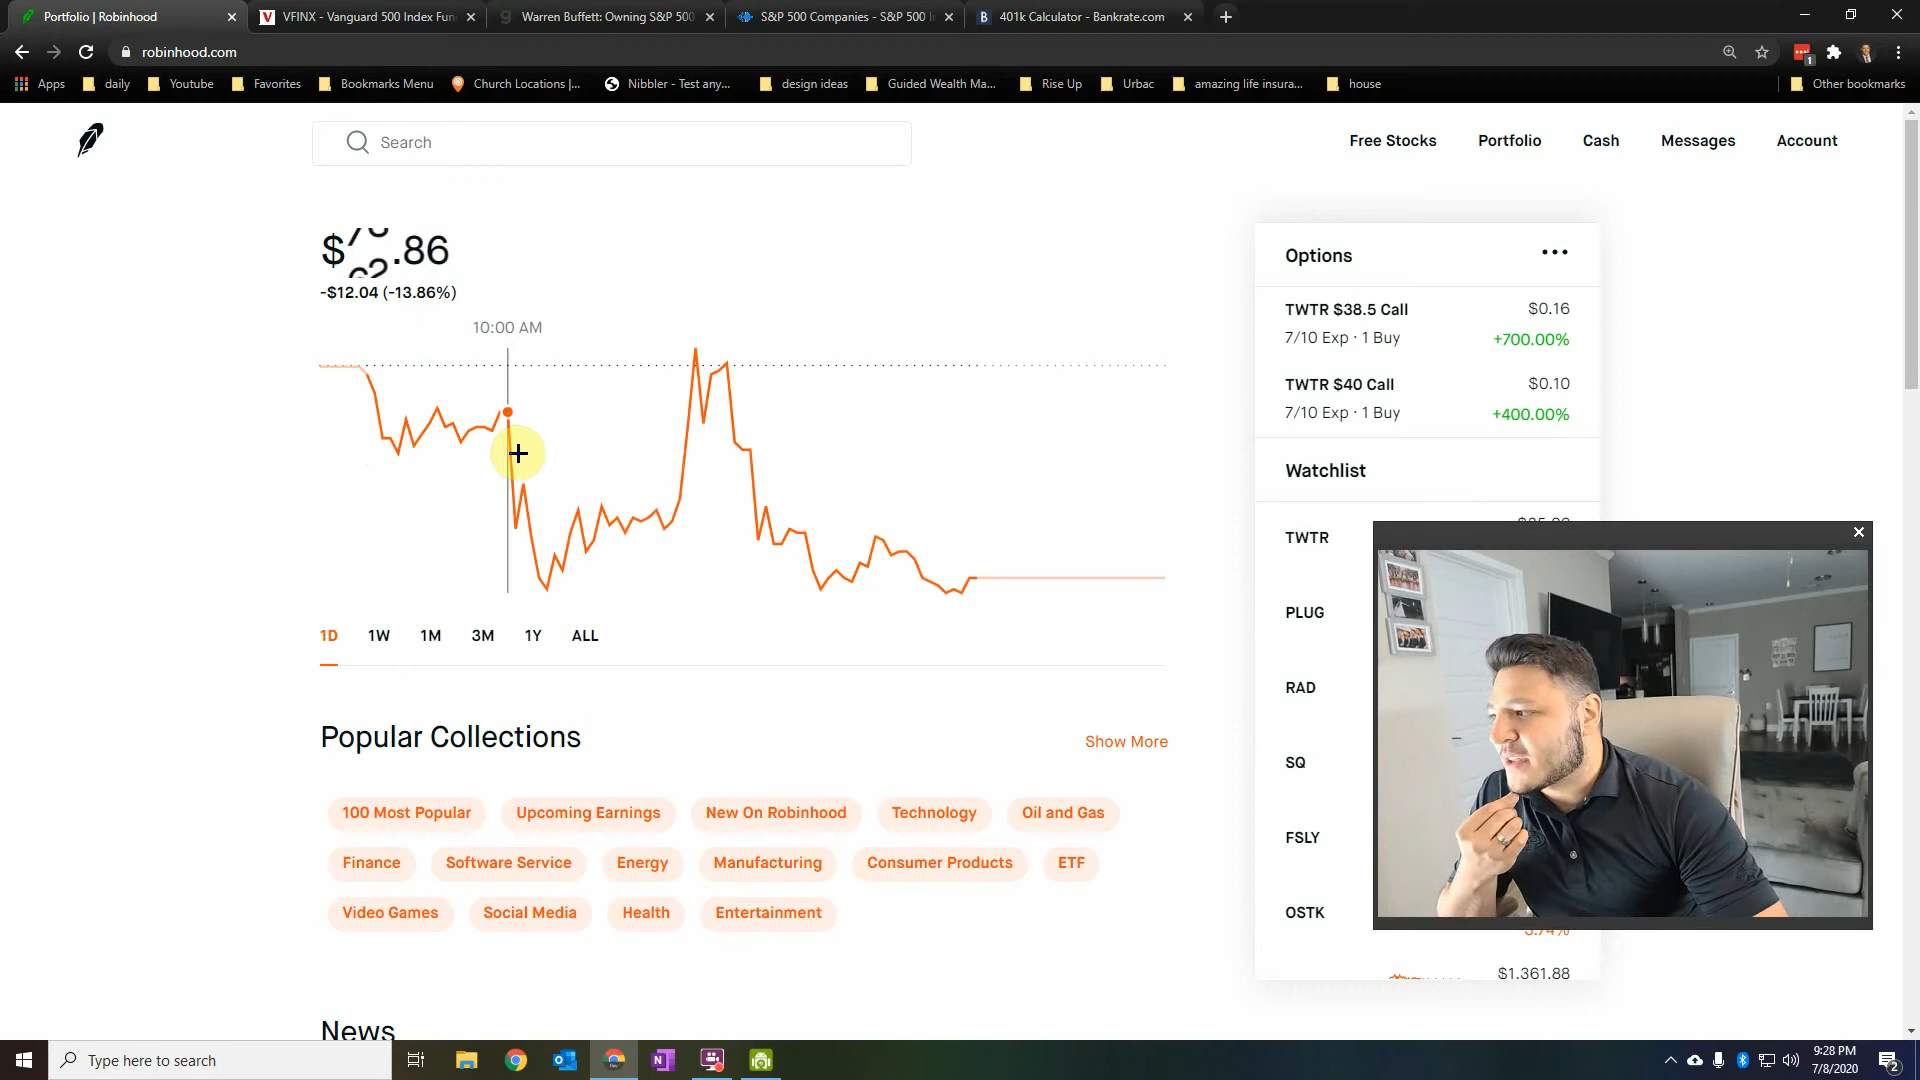 Portfolio | Robinhood
VFINX - Vanguard 500 Index Fun
Warren Buffett: Owning S&P 500
S&P 500 Companies - S&P 500 I
B 401k Calculator - Bankrate.com
robinhood.com
1
Apps
daily
Youtube
Favorites
Bookmarks Menu
Church Locations |...
Nibbler - Test any...
design ideas
Guided Wealth Ma...
Rise Up
Urbac
amazing life insura...
house
Other bookmarks
Search
Free Stocks
Portfolio
Cash
Messages
Account
.86
-$12.04 (-13.86%)
10:00 AM
1D
1W
1M
3M
1Y
ALL
Popular Collections
Show More
100 Most Popular
Upcoming Earnings
New On Robinhood
Technology
Oil and Gas
Finance
Software Service
Energy
Manufacturing
Consumer Products
ETF
Video Games
Social Media
Health
Entertainment
News
Options
TWTR $38.5 Call
$0.16
7/10 Exp · 1 Buy
+700.00%
TWTR $40 Call
$0.10
7/10 Exp · 1 Buy
+400.00%
Watchlist
TWTR
PLUG
RAD
SQ
FSLY
OSTK
$1,361.88
Type here to search
9:28 PM
7/8/2020
2